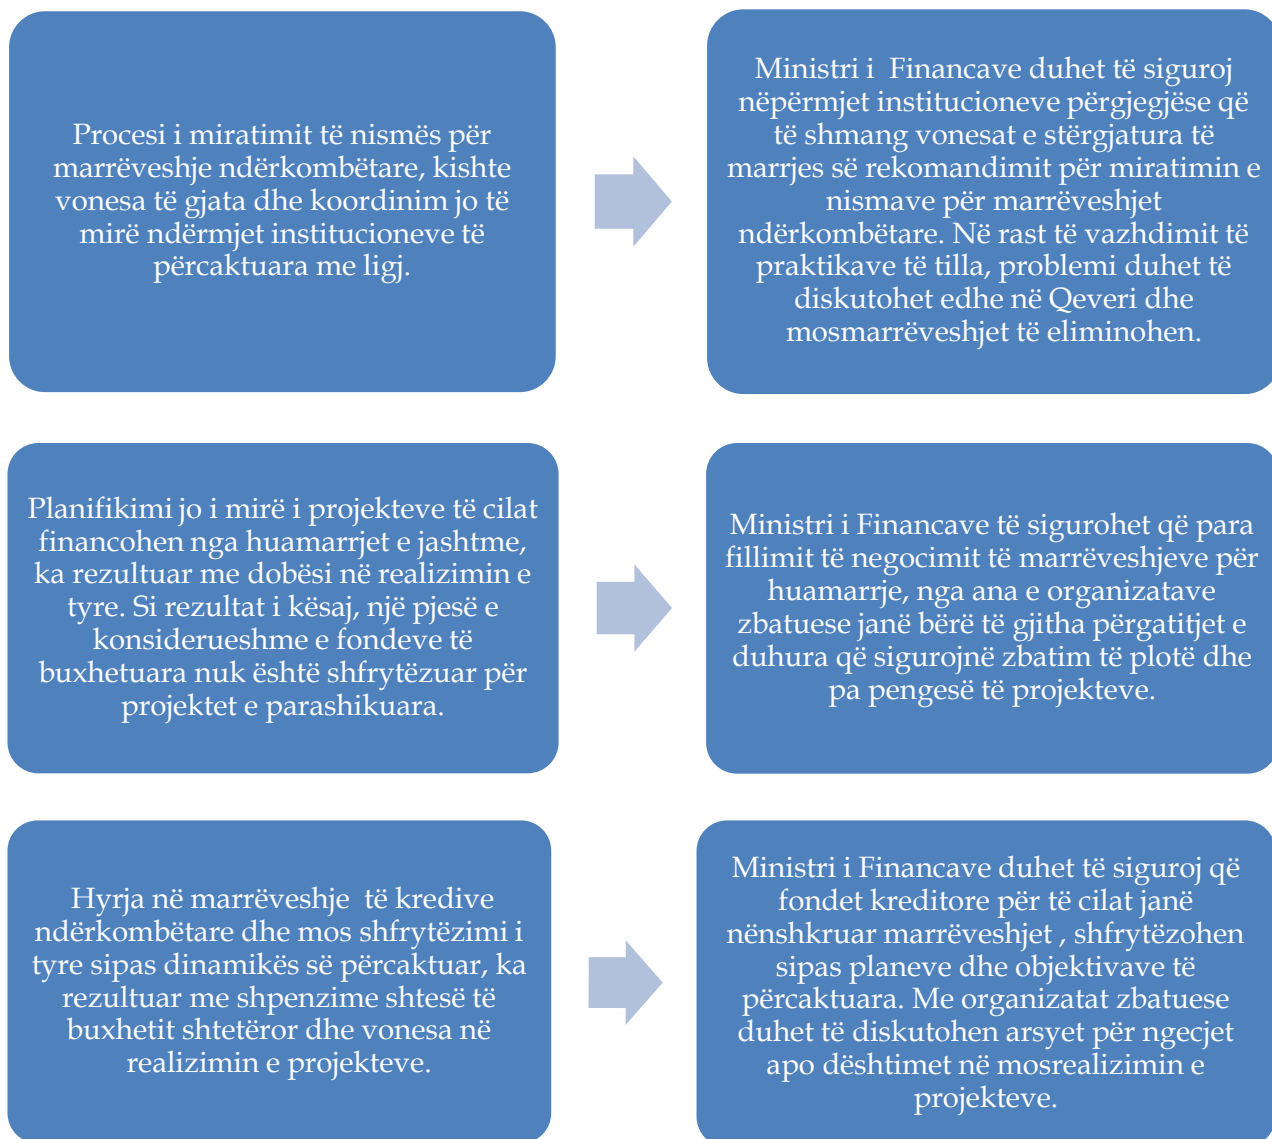 Procesi i miratimit të nismës për
marrëveshje ndërkombëtare, kishte
vonesa të gjata dhe koordinim jo të
mirë ndërmjet institucioneve të
përcaktuara me ligj.
Ministri i  Financave duhet të siguroj
nëpërmjet institucioneve përgjegjëse që
të shmang vonesat e stërgjatura të
marrjes së rekomandimit për miratimin e
nismave për marrëveshjet
ndërkombëtare. Në rast të vazhdimit të
praktikave të tilla, problemi duhet të
diskutohet edhe në Qeveri dhe
mosmarrëveshjet të eliminohen.
Planifikimi jo i mirë i projekteve të cilat
financohen nga huamarrjet e jashtme,
ka rezultuar me dobësi në realizimin e
tyre. Si rezultat i kësaj, një pjesë e
konsiderueshme e fondeve të
buxhetuara nuk është shfrytëzuar për
projektet e parashikuara.
Ministri i Financave të sigurohet që para
fillimit të negocimit të marrëveshjeve për
huamarrje, nga ana e organizatave
zbatuese janë bërë të gjitha përgatitjet e
duhura që sigurojnë zbatim të plotë dhe
pa pengesë të projekteve.
Hyrja në marrëveshje  të kredive
ndërkombëtare dhe mos shfrytëzimi i
tyre sipas dinamikës së përcaktuar, ka
rezultuar me shpenzime shtesë të
buxhetit shtetëror dhe vonesa në
realizimin e projekteve.
Ministri i Financave duhet të siguroj që
fondet kreditore për të cilat janë
nënshkruar marrëveshjet , shfrytëzohen
sipas planeve dhe objektivave të
përcaktuara. Me organizatat zbatuese
duhet të diskutohen arsyet për ngecjet
apo dështimet në mosrealizimin e
projekteve.